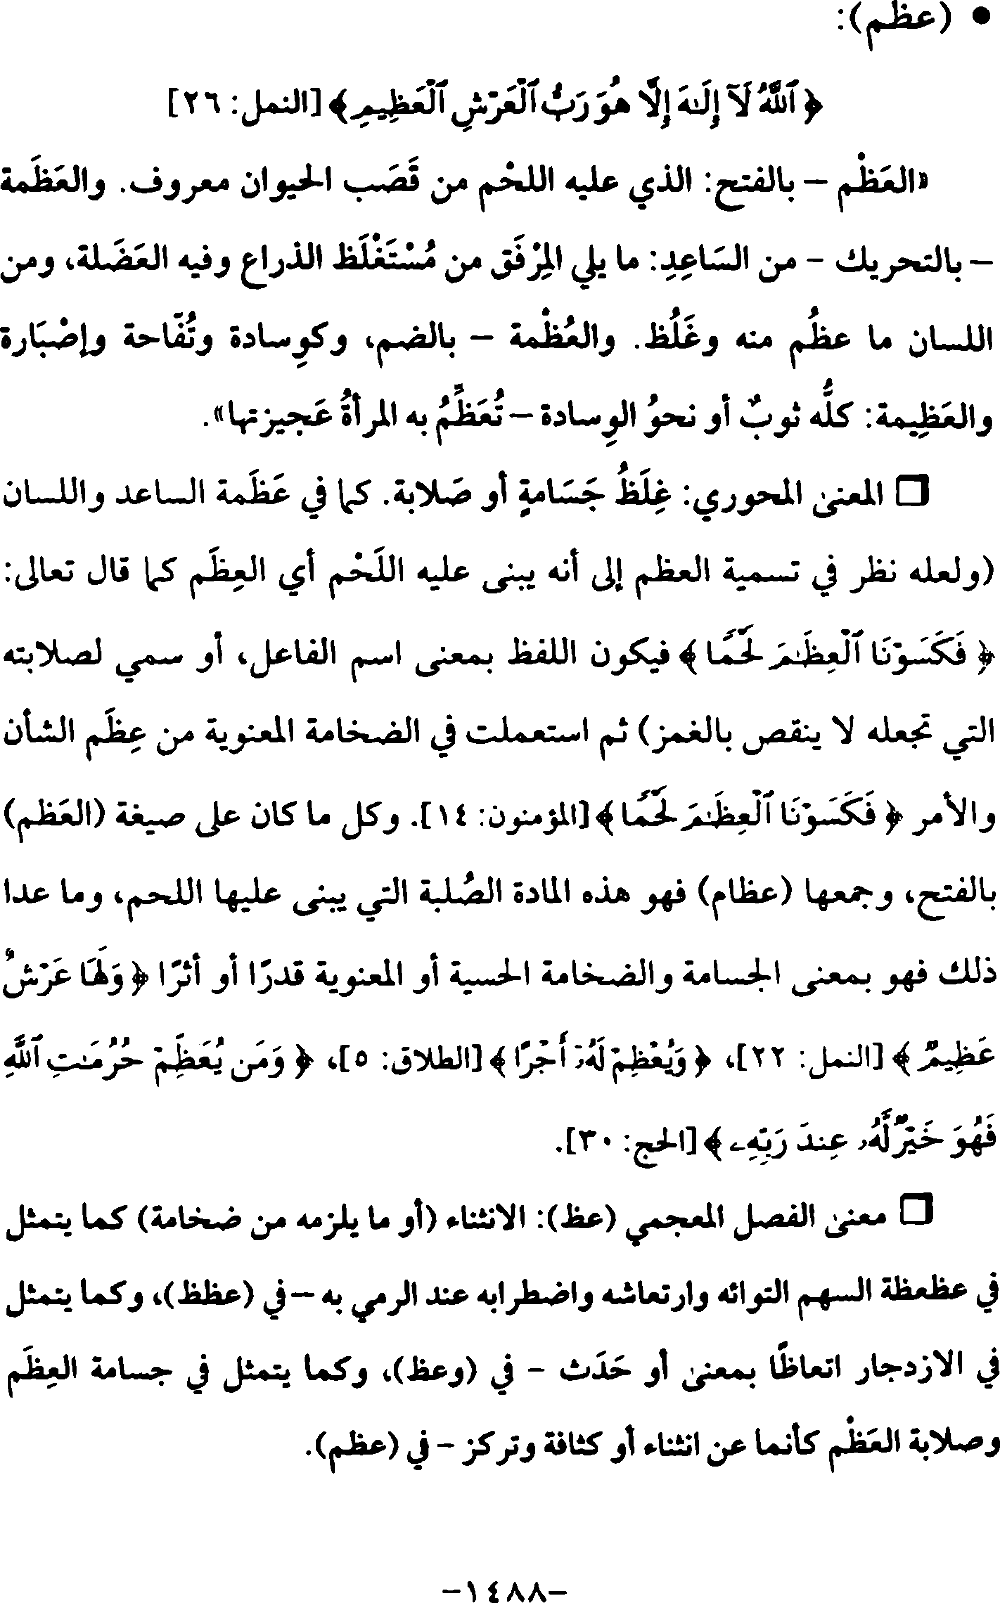 • (عظم):
﴿ ٱللَّهُ لَآ إِلَـٰهَ إِلَّا هُوَ رَبُّ ٱلْعَرْشِ ٱلْعَظِيمِ ﴾ [النمل: ٢٦]
«العَظْم – بالفتح: الذي عليه اللحْم من قَصَب الحيوان معروف. والعَظَمة
– بالتحريك – من السَاعِدِ: ما يلي المِرْفَق من مُسْتَغْلَظ الذراع وفيه العَضَلة، ومن
اللسان ما عظُم منه وغَلُظ. والعُظْمة – بالضم، وكوِسادة وتُفّاحة وإصْبَارة
والعَظِيمة: كلُّه ثوبٌ أو نحوُ الوِسادة – تُعَظِّمُ به المرأةُ عَجيزتها».
❒ المعنى المحوري: غِلَظُ جَسَامةٍ أو صَلابة. كما في عَظَمة الساعد واللسان
(ولعله نظر في تسمية العظم إلى أنه يبنى عليه اللَحْم أي العِظَم كما قال تعالى:
﴿ فَكَسَوْنَا ٱلْعِظَـٰمَ لَحْمًا ﴾ فيكون اللفظ بمعنى اسم الفاعل، أو سمي لصلابته
التي تجعله لا ينقص بالغمز) ثم استعملت في الضخامة المعنوية من عِظَم الشأن
والأمر ﴿ فَكَسَوْنَا ٱلْعِظَـٰمَ لَحْمًا ﴾ [المؤمنون: ١٤]. وكل ما كان على صيغة (العَظم)
بالفتح، وجمعها (عظام) فهو هذه المادة الصُلبة التي يبنى عليها اللحم، وما عدا
ذلك فهو بمعنى الجسامة والضخامة الحسية أو المعنوية قدرًا أو أثرًا ﴿ وَلَهَا عَرْشٌ
عَظِيمٌ ﴾ [النمل: ٢٢]، ﴿ وَيُعْظِمْ لَهُۥٓ أَجْرًا ﴾ [الطلاق: ٥]، ﴿ وَمَن يُعَظِّمْ حُرُمَـٰتِ ٱللَّهِ
فَهُوَ خَيْرٌ لَّهُۥ عِندَ رَبِّهِۦ ﴾ [الحج: ٣٠].
❒ معنى الفصل المعجمي (عظ): الانثناء (أو ما يلزمه من ضخامة) كما يتمثل
في عظعظة السهم التوائه وارتعاشه واضطرابه عند الرمي به – في (عظظ)، وكما يتمثل
في الازدجار اتعاظًا بمعنى أو حَدَث – في (وعظ)، وكما يتمثل في جسامة العِظَم
وصلابة العَظْم كأنما عن انثناء أو كثافة وتركز – في (عظم).
–١٤٨٨–